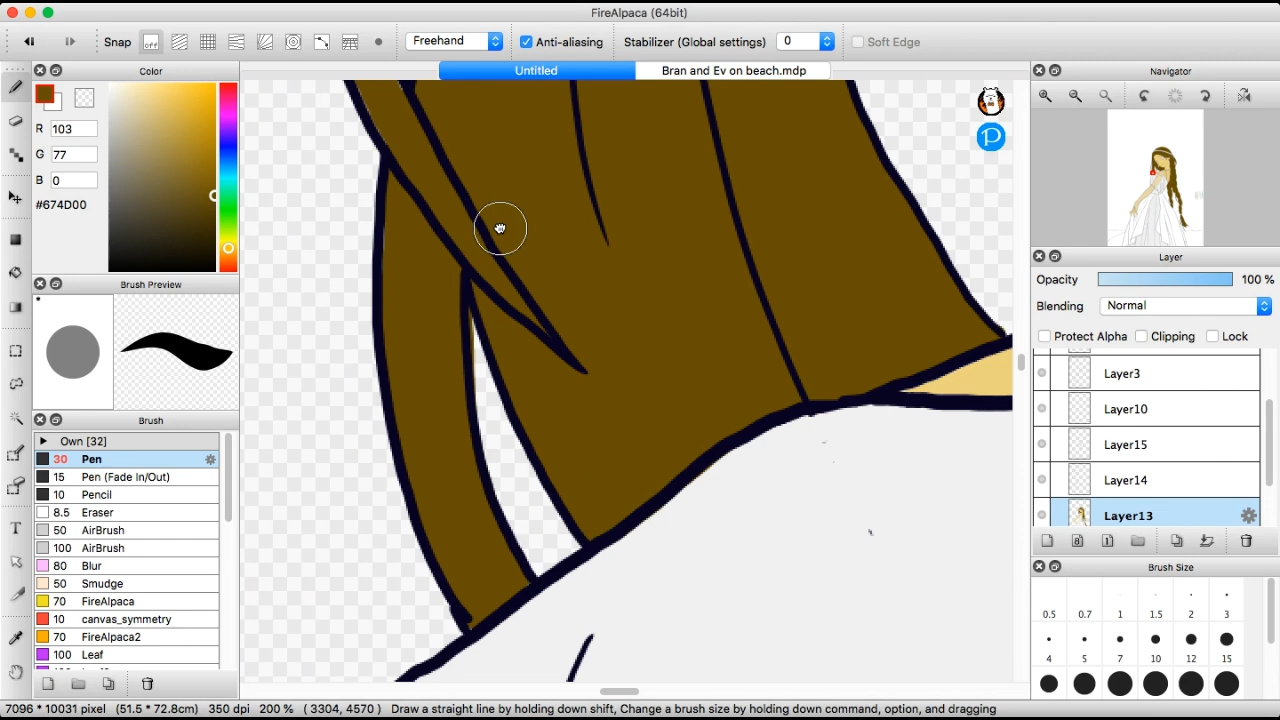 FireAlpaca (64bit)
Snap
off
Freehand
Anti-aliasing
Stabilizer (Global settings)
0
Soft Edge
Color
Untitled
Bran and Ev on beach.mdp
Navigator
R 103
G 77
B 0
#674D00
Brush Preview
Layer
Opacity
100 %
Blending
Normal
Protect Alpha
Clipping
Lock
Layer3
Layer10
Layer15
Layer14
Layer13
Brush
Own [32]
30 Pen
15 Pen (Fade In/Out)
10 Pencil
8.5 Eraser
50 AirBrush
100 AirBrush
80 Blur
50 Smudge
70 FireAlpaca
10 canvas_symmetry
70 FireAlpaca2
100 Leaf
Brush Size
0.5 0.7 1 1.5 2 3
4 5 7 10 12 15
7096 * 10031 pixel (51.5 * 72.8cm) 350 dpi 200 % ( 3304, 4570 ) Draw a straight line by holding down shift, Change a brush size by holding down command, option, and dragging